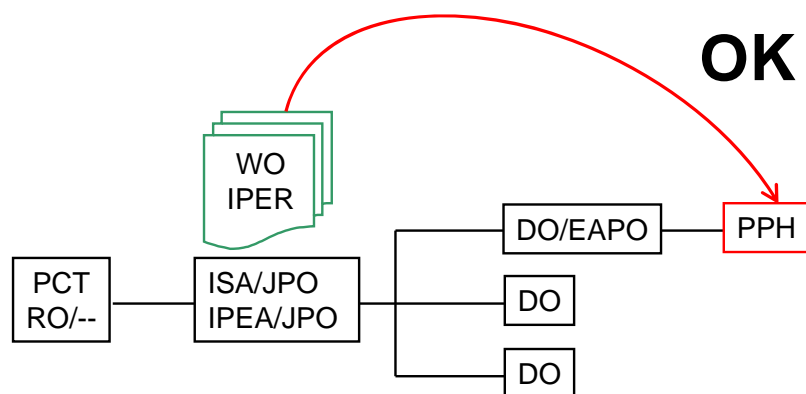 OK
WO
IPER
DO/EAPO
PPH
PCT
RO/--
ISA/JPO
IPEA/JPO
DO
DO